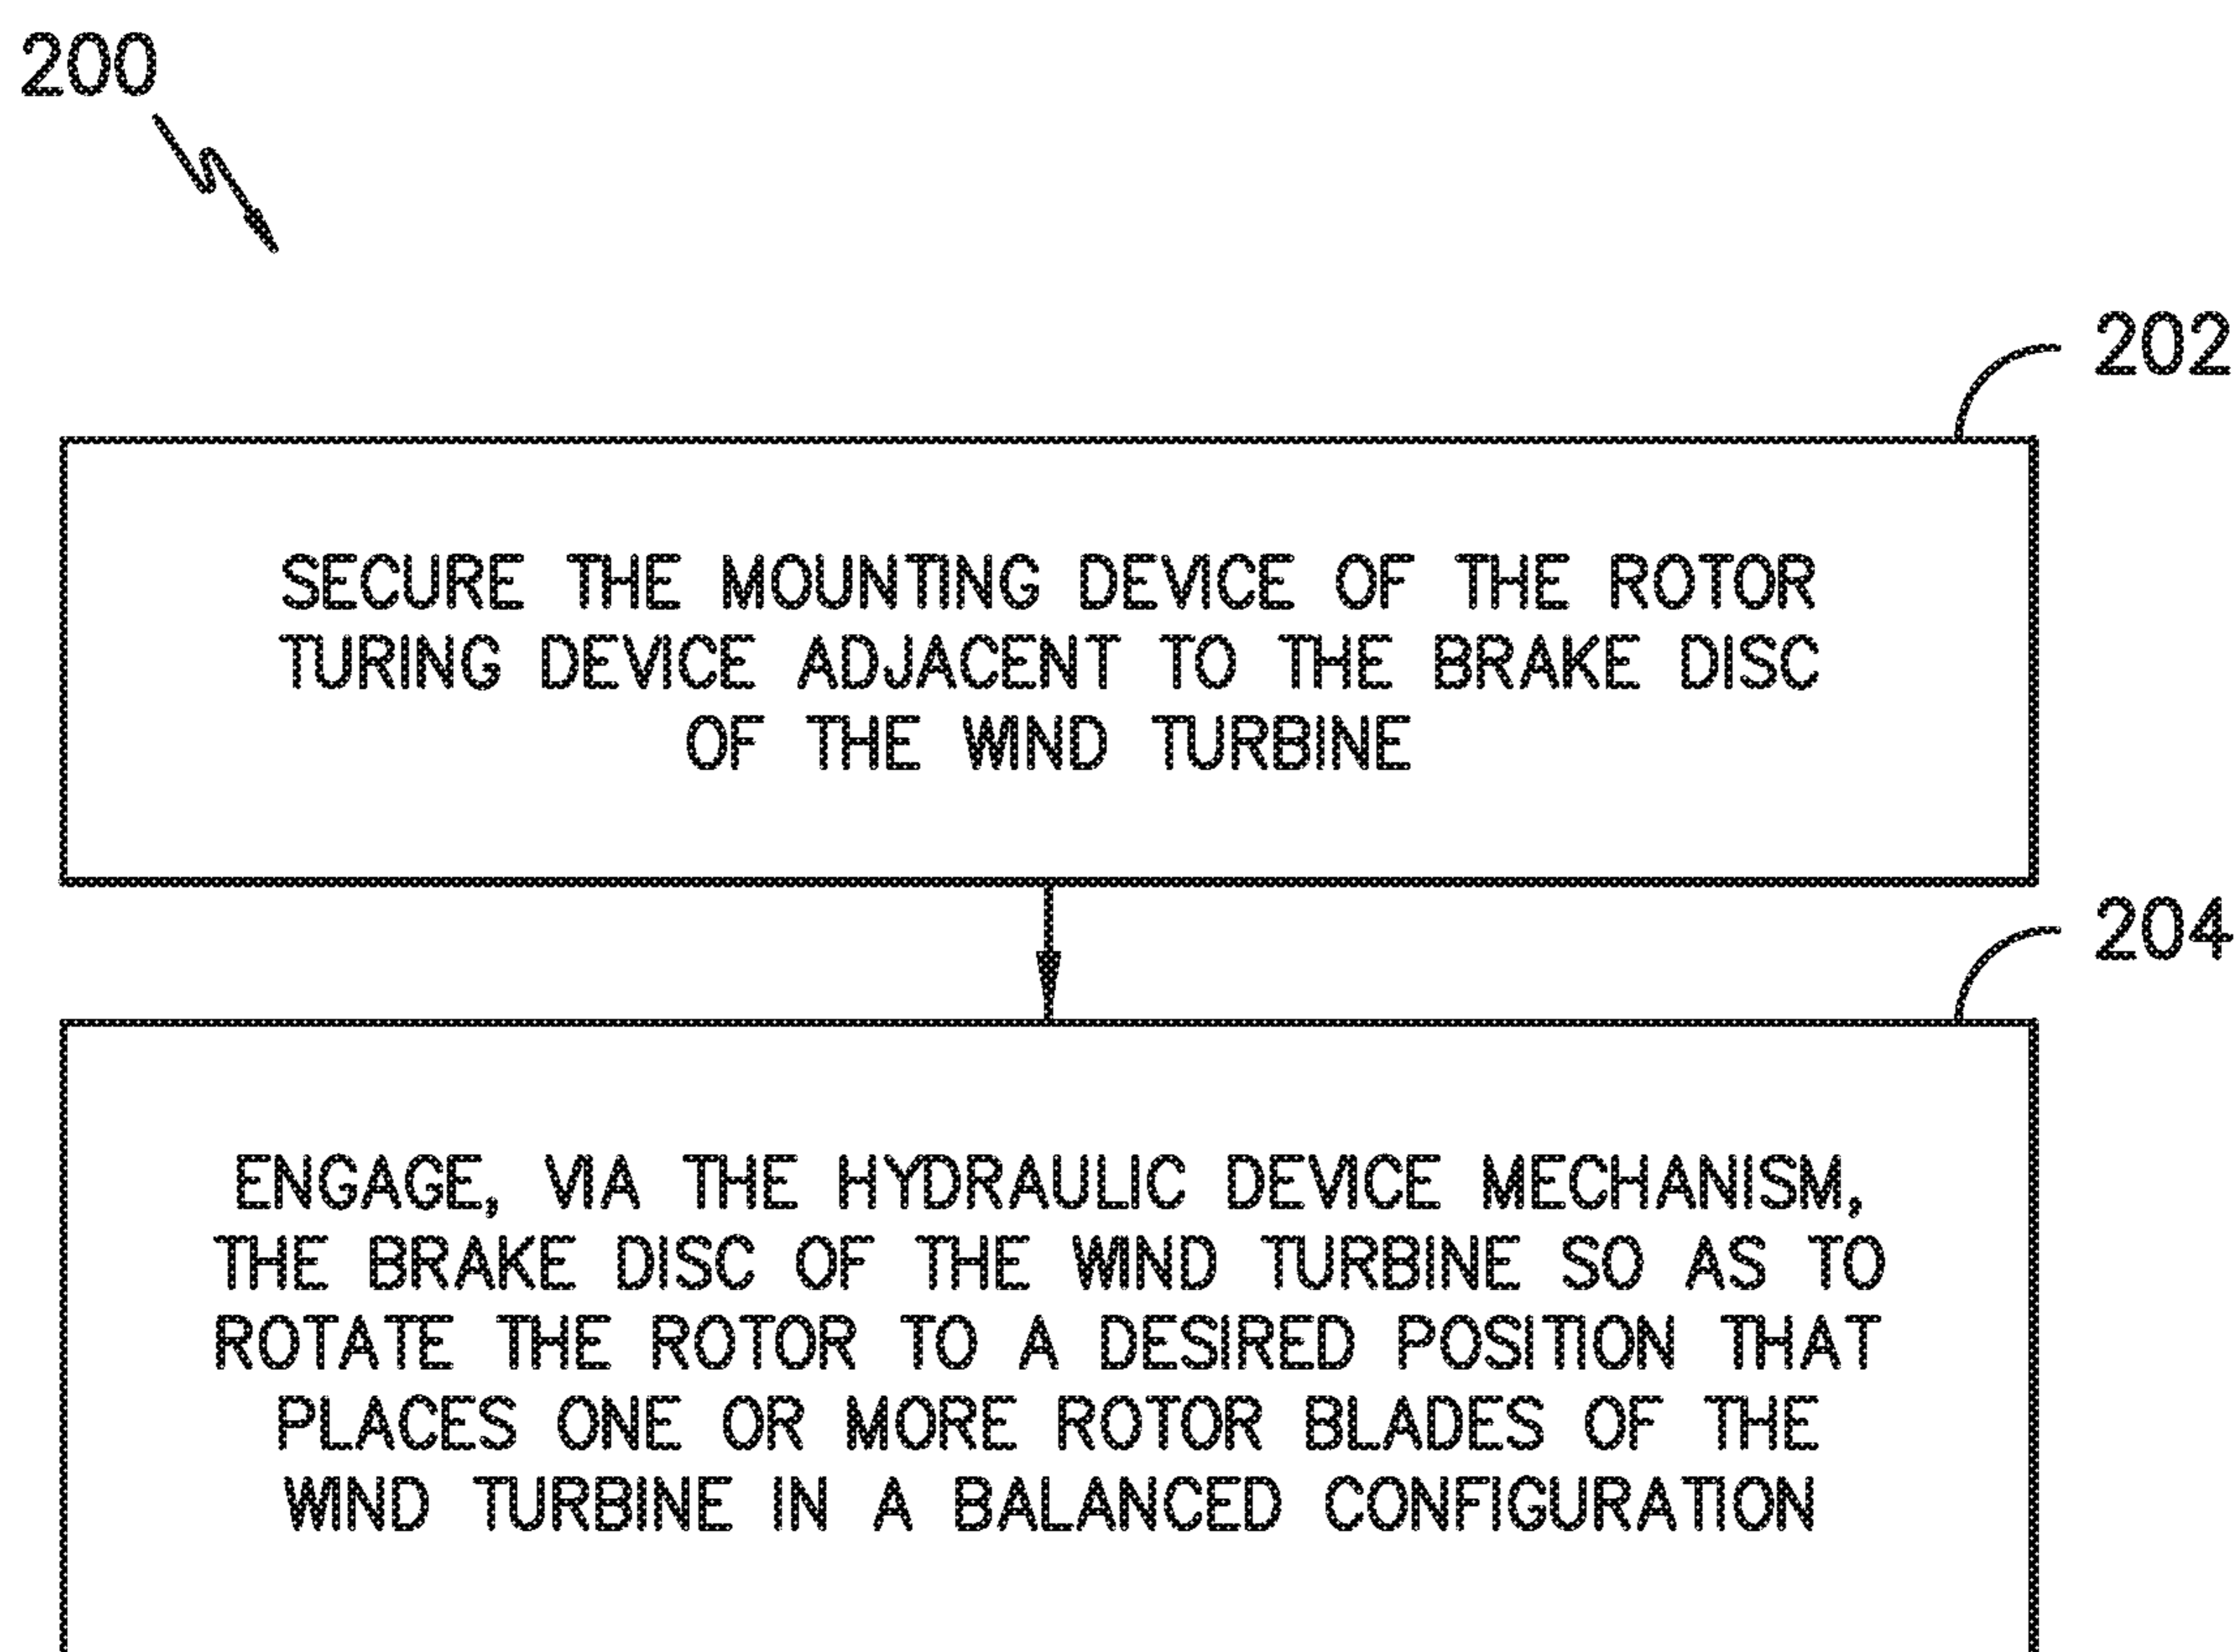 200
202
SECURE THE MOUNTING DEVICE OF THE ROTOR
TURING DEVICE ADJACENT TO THE BRAKE DISC
OF THE WIND TURBINE
204
ENGAGE, VIA THE HYDRAULIC DEVICE MECHANISM,
THE BRAKE DISC OF THE WIND TURBINE SO AS TO
ROTATE THE ROTOR TO A DESIRED POSITION THAT
PLACES ONE OR MORE ROTOR BLADES OF THE
WIND TURBINE IN A BALANCED CONFIGURATION